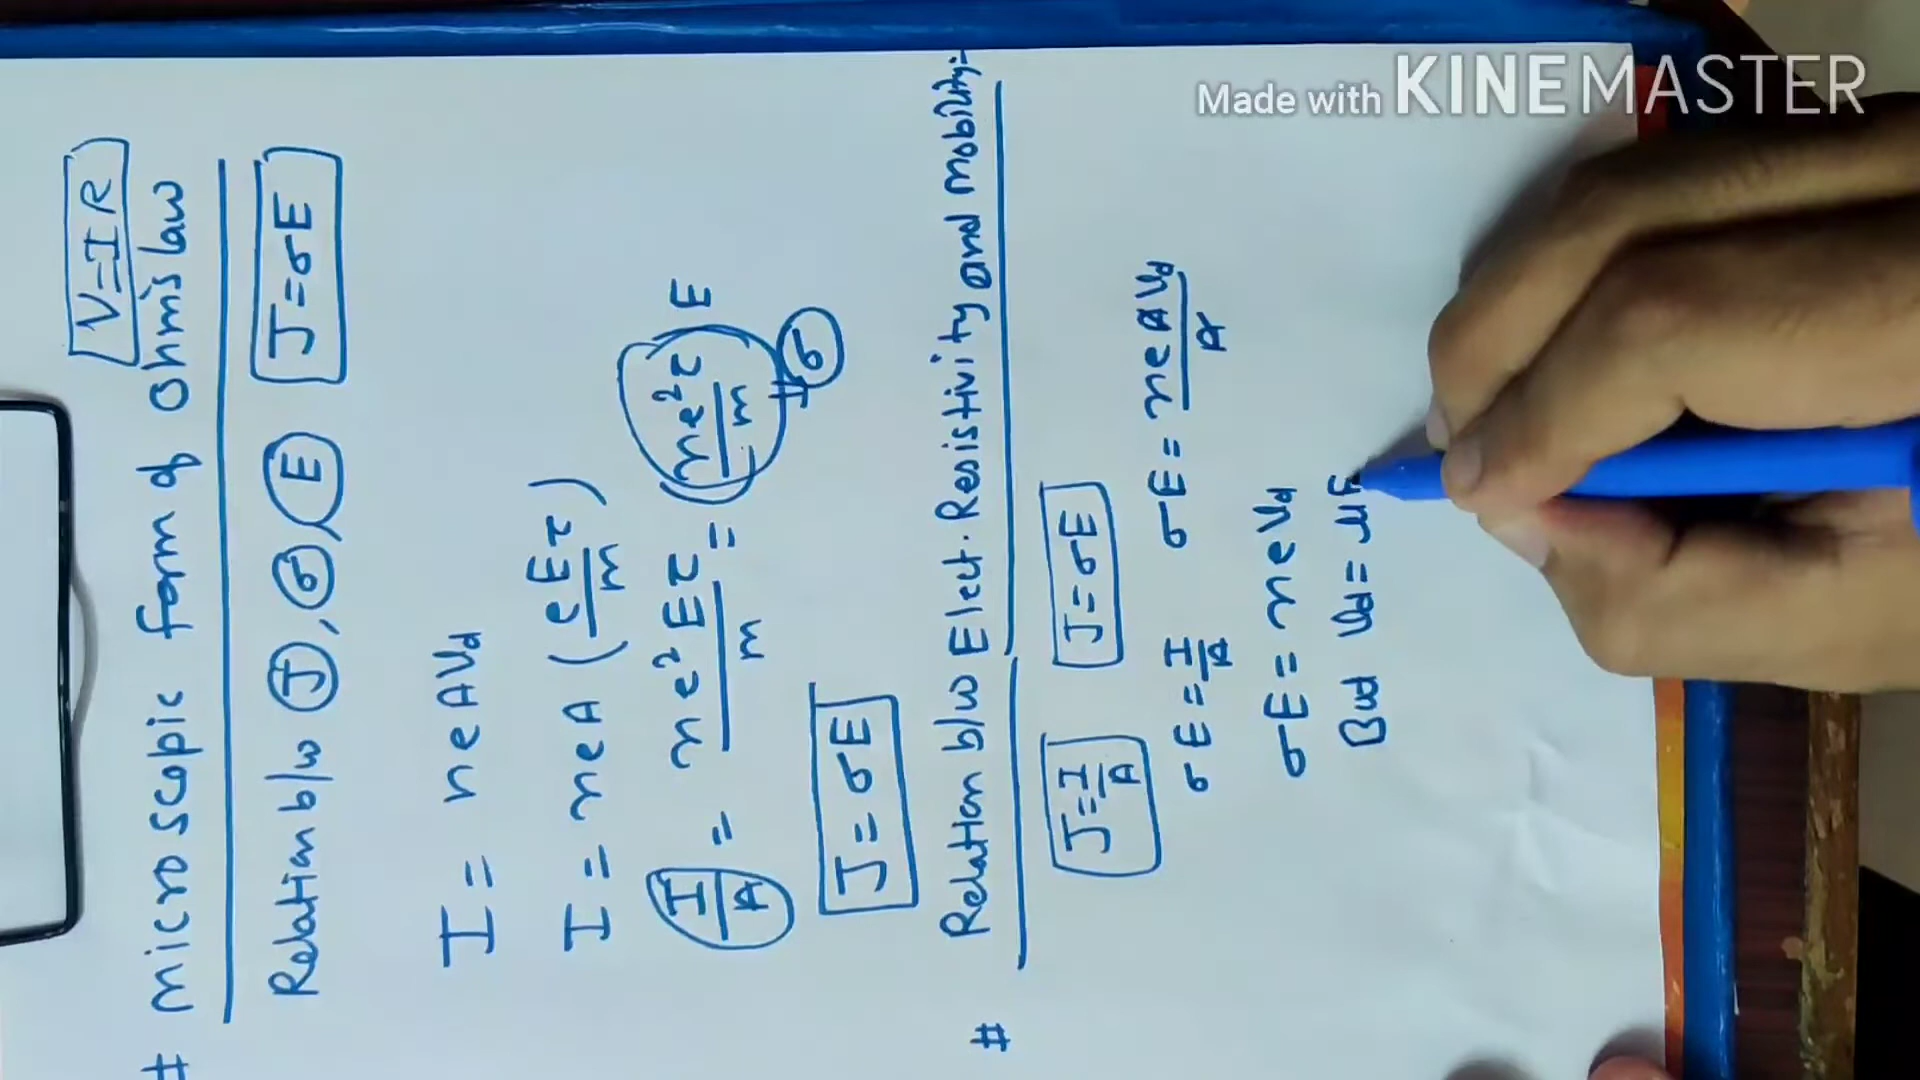 Made with KINEMASTER
V=IR
# microscopic form of ohm's law
Relation b/w J, σ, E J=σE
I = neAVd
I = neA (eEτ/m)
I/A = ne²Eτ/m = (ne²τ/m) E
σ
J = σE
# Relation b/w Elect. Resistivity and mobility:-
J=I/A J=σE
σE = I/A σE = neAVd/A
σE = neVd
But Vd = μE